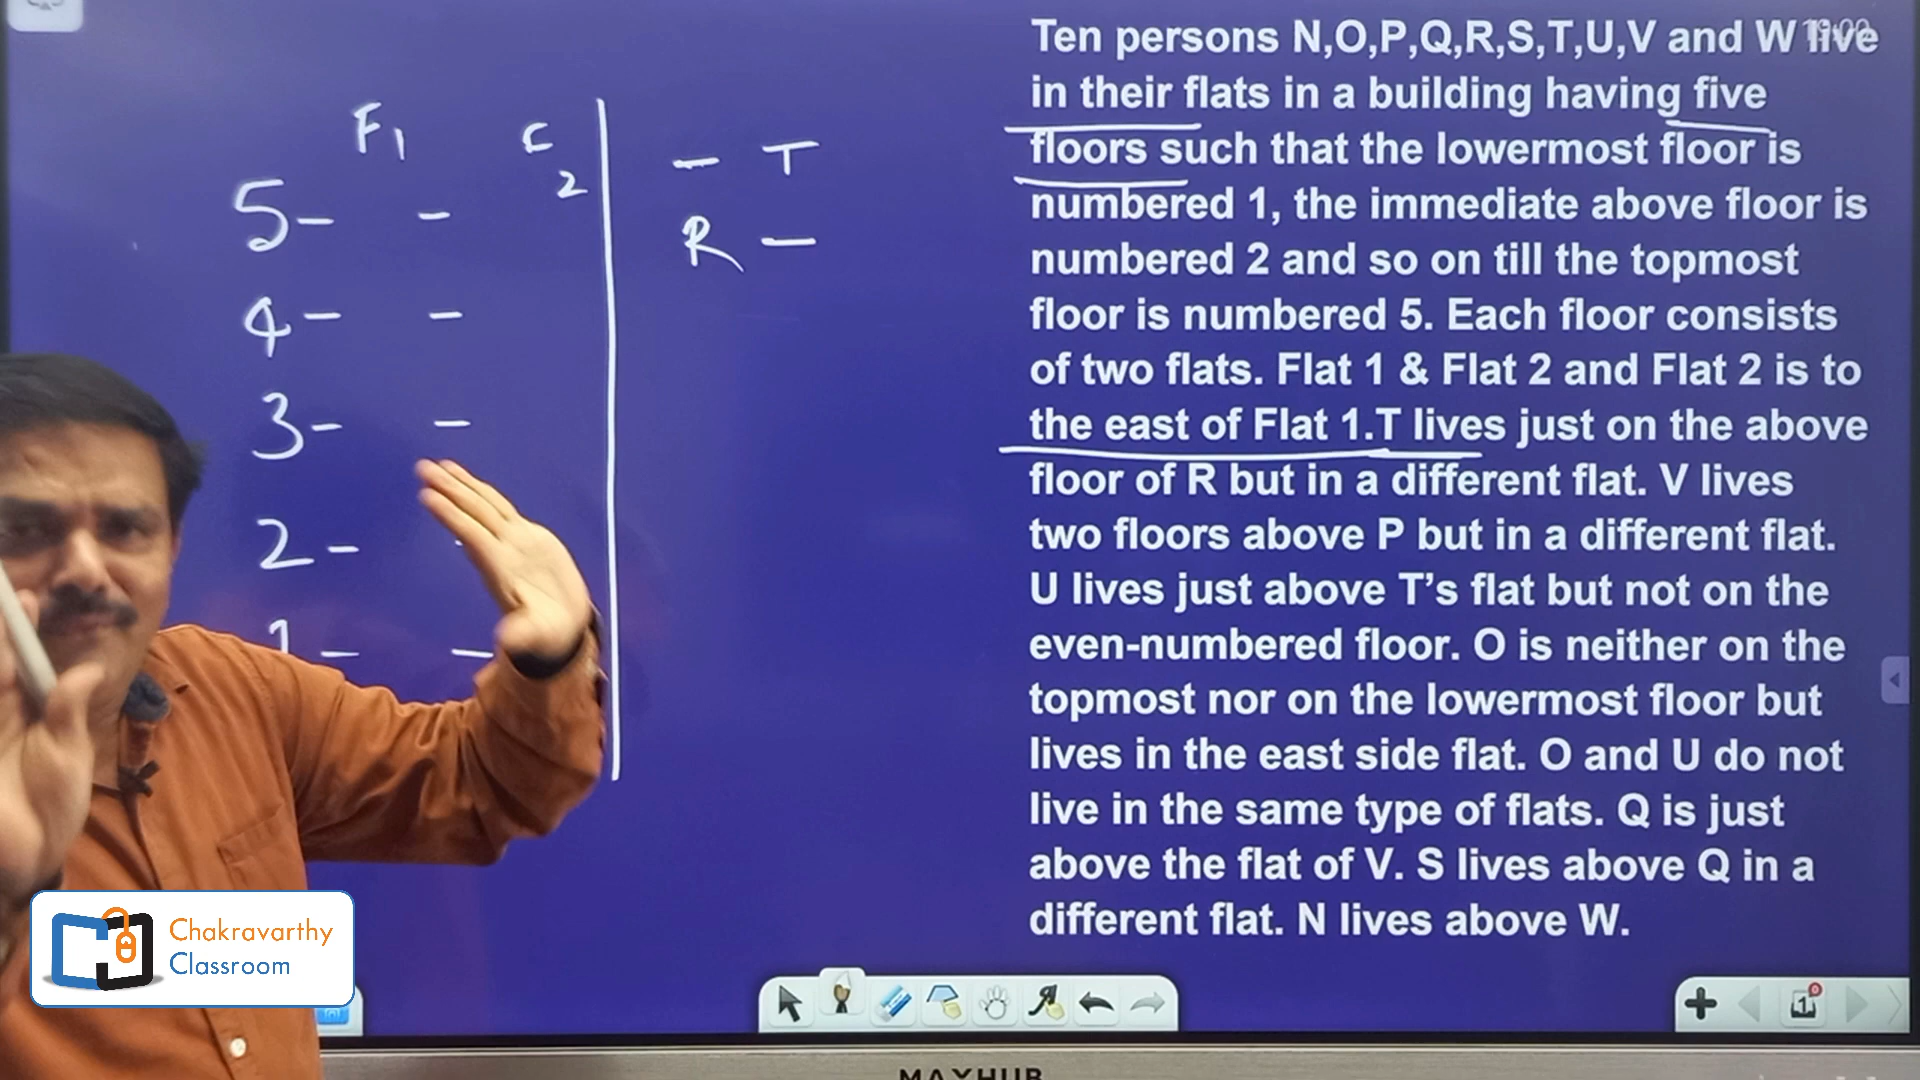 Ten persons N,O,P,Q,R,S,T,U,V and W live
in their flats in a building having five
floors such that the lowermost floor is
numbered 1, the immediate above floor is
numbered 2 and so on till the topmost
floor is numbered 5. Each floor consists
of two flats. Flat 1 & Flat 2 and Flat 2 is to
the east of Flat 1.T lives just on the above
floor of R but in a different flat. V lives
two floors above P but in a different flat.
U lives just above T’s flat but not on the
even-numbered floor. O is neither on the
topmost nor on the lowermost floor but
lives in the east side flat. O and U do not
live in the same type of flats. Q is just
above the flat of V. S lives above Q in a
different flat. N lives above W.
F1 F2
5- -
4- -
3- -
2-
1- -
- T
R -
Chakravarthy
Classroom
MAXHUB